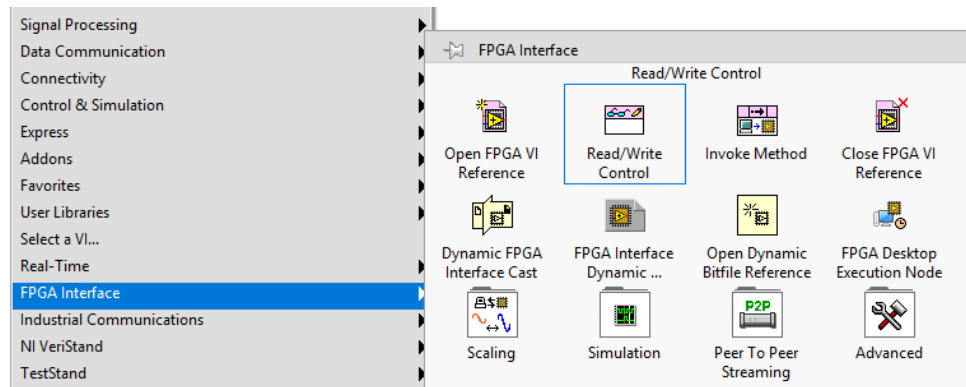 Signal Processing
Data Communication
Connectivity
Control & Simulation
Express
Addons
Favorites
User Libraries
Select a VI...
Real-Time
FPGA Interface
Industrial Communications
NI VeriStand
TestStand
FPGA Interface
Read/Write Control
Open FPGA VI
Reference
Read/Write
Control
Invoke Method
Close FPGA VI
Reference
Dynamic FPGA
Interface Cast
FPGA Interface
Dynamic ...
Open Dynamic
Bitfile Reference
FPGA Desktop
Execution Node
P2P
Scaling
Simulation
Peer To Peer
Streaming
Advanced